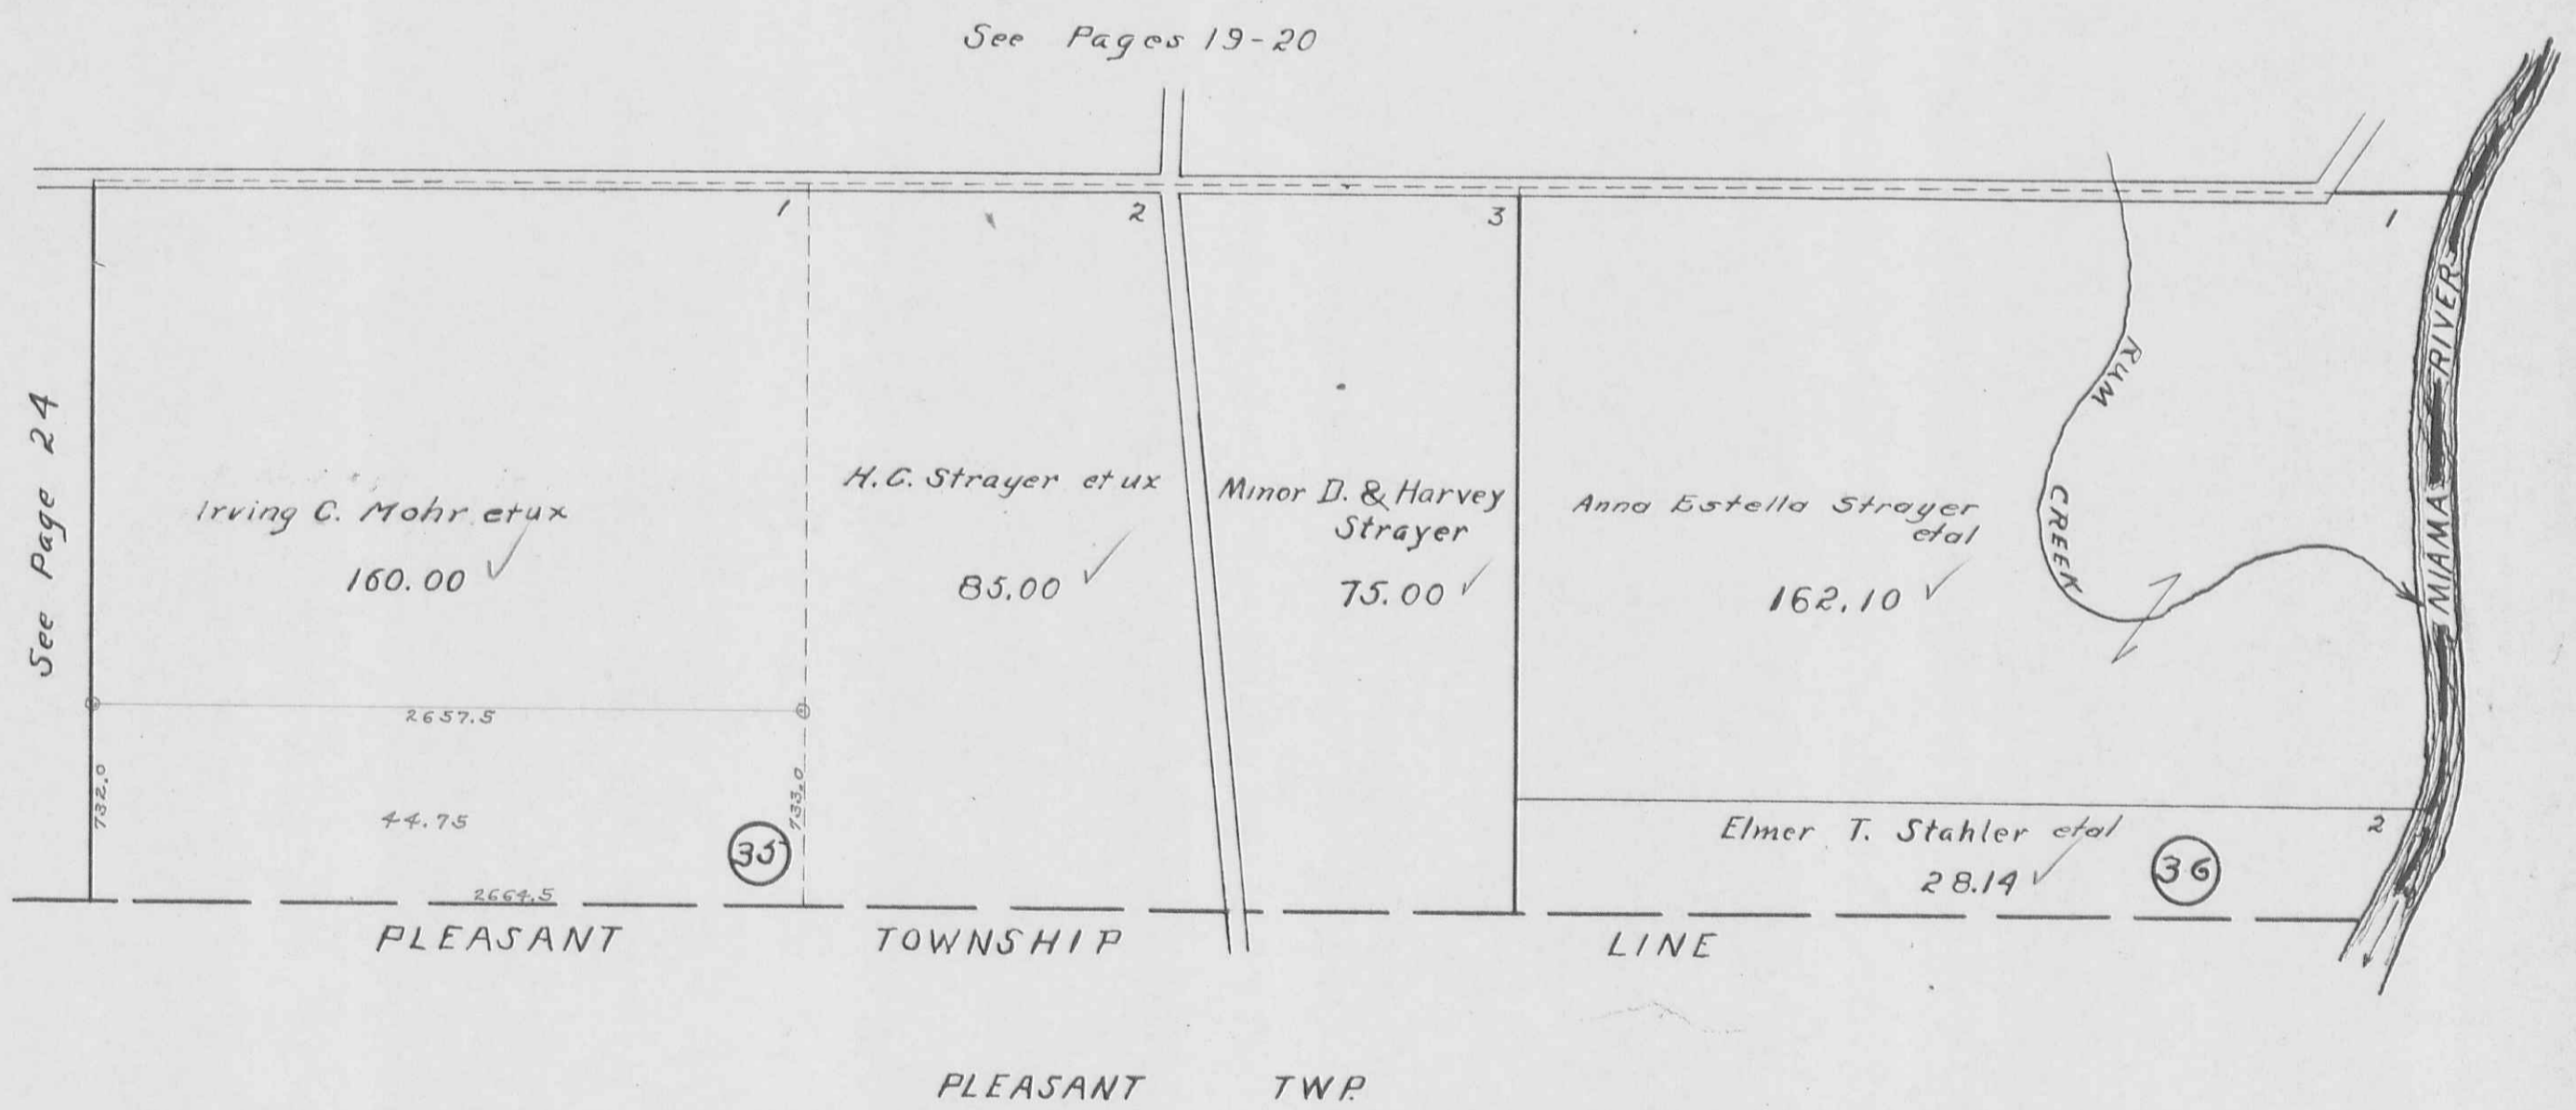 See Pages 19-20
See Page 24
1
2
3
1
Irving C. Mohr etux
160.00
H.C. Strayer et ux
85.00
Minor D. & Harvey
Strayer
75.00
Anna Estella Strayer
etal
162.10
RUM
CREEK
MIAMA RIVER
2657.5
732.0
733.0
44.75
35
2664.5
Elmer T. Stahler etal
28.14
36
2
PLEASANT TOWNSHIP LINE
PLEASANT TWP.